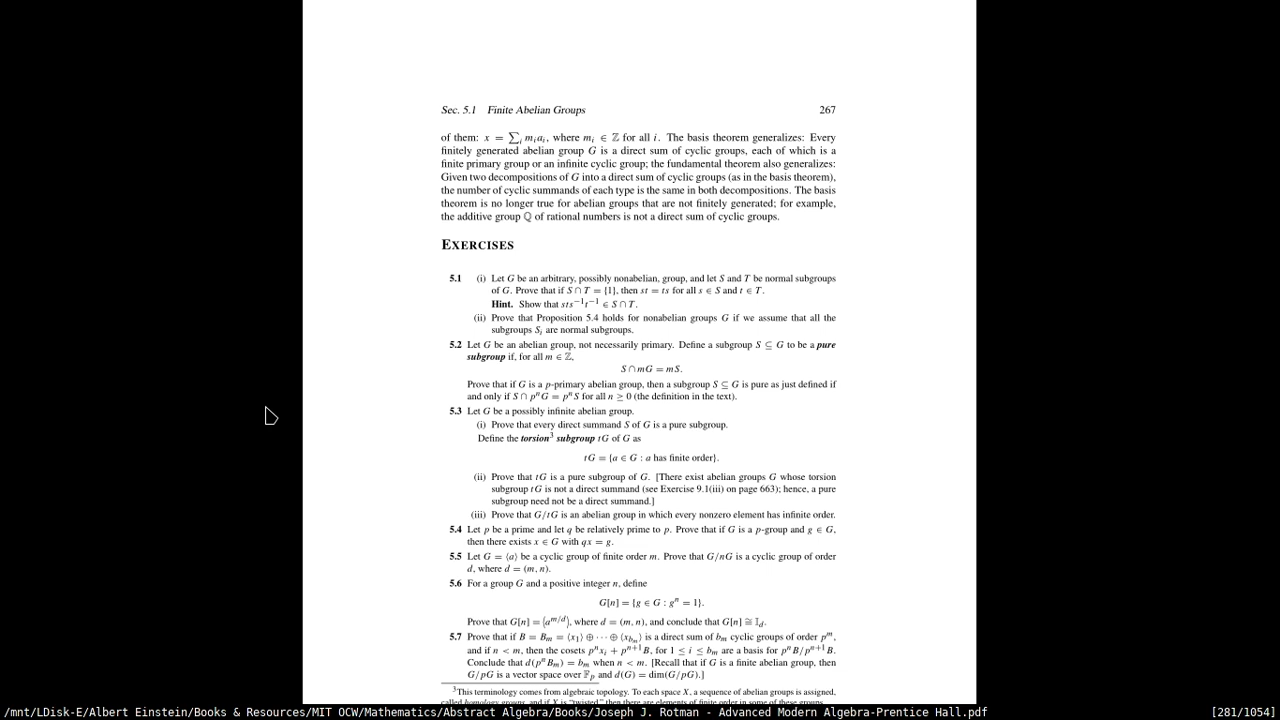 Sec. 5.1 Finite Abelian Groups 267
of them: x = ∑ᵢ mᵢaᵢ, where mᵢ ∈ ℤ for all i. The basis theorem generalizes: Every
finitely generated abelian group G is a direct sum of cyclic groups, each of which is a
finite primary group or an infinite cyclic group; the fundamental theorem also generalizes:
Given two decompositions of G into a direct sum of cyclic groups (as in the basis theorem),
the number of cyclic summands of each type is the same in both decompositions. The basis
theorem is no longer true for abelian groups that are not finitely generated; for example,
the additive group ℚ of rational numbers is not a direct sum of cyclic groups.
EXERCISES
5.1 (i) Let G be an arbitrary, possibly nonabelian, group, and let S and T be normal subgroups
of G. Prove that if S ∩ T = {1}, then st = ts for all s ∈ S and t ∈ T.
Hint. Show that sts⁻¹t⁻¹ ∈ S ∩ T.
(ii) Prove that Proposition 5.4 holds for nonabelian groups G if we assume that all the
subgroups Sᵢ are normal subgroups.
5.2 Let G be an abelian group, not necessarily primary. Define a subgroup S ⊆ G to be a pure
subgroup if, for all m ∈ ℤ,
S ∩ mG = mS.
Prove that if G is a p-primary abelian group, then a subgroup S ⊆ G is pure as just defined if
and only if S ∩ pⁿG = pⁿS for all n ≥ 0 (the definition in the text).
5.3 Let G be a possibly infinite abelian group.
(i) Prove that every direct summand S of G is a pure subgroup.
Define the torsion³ subgroup tG of G as
tG = {a ∈ G : a has finite order}.
(ii) Prove that tG is a pure subgroup of G. [There exist abelian groups G whose torsion
subgroup tG is not a direct summand (see Exercise 9.1(iii) on page 663); hence, a pure
subgroup need not be a direct summand.]
(iii) Prove that G/tG is an abelian group in which every nonzero element has infinite order.
5.4 Let p be a prime and let q be relatively prime to p. Prove that if G is a p-group and g ∈ G,
then there exists x ∈ G with qx = g.
5.5 Let G = ⟨a⟩ be a cyclic group of finite order m. Prove that G/nG is a cyclic group of order
d, where d = (m, n).
5.6 For a group G and a positive integer n, define
G[n] = {g ∈ G : gⁿ = 1}.
Prove that G[n] = ⟨a^{m/d}⟩, where d = (m, n), and conclude that G[n] ≅ 𝕀_d.
5.7 Prove that if B = B_m = ⟨x₁⟩ ⊕ ⋯ ⊕ ⟨x_{b_m}⟩ is a direct sum of b_m cyclic groups of order p^m,
and if n < m, then the cosets pⁿxᵢ + pⁿ⁺¹B, for 1 ≤ i ≤ b_m are a basis for pⁿB/pⁿ⁺¹B.
Conclude that d(pⁿB_m) = b_m when n < m. [Recall that if G is a finite abelian group, then
G/pG is a vector space over 𝔽_p and d(G) = dim(G/pG).]
³This terminology comes from algebraic topology. To each space X, a sequence of abelian groups is assigned,
called homology groups, and if X is "twisted," then there are elements of finite order in some of these groups.
/mnt/LDisk-E/Albert Einstein/Books & Resources/MIT OCW/Mathematics/Abstract Algebra/Books/Joseph J. Rotman - Advanced Modern Algebra-Prentice Hall.pdf [281/1054]